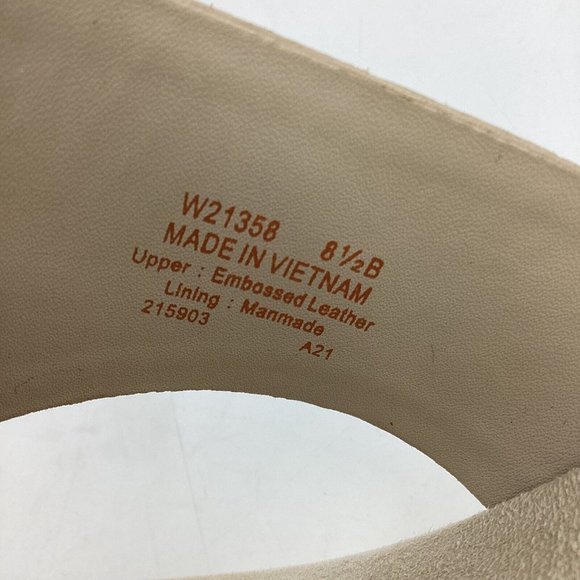 W21358 8½B
MADE IN VIETNAM
Upper : Embossed Leather
Lining : Manmade
215903 A21